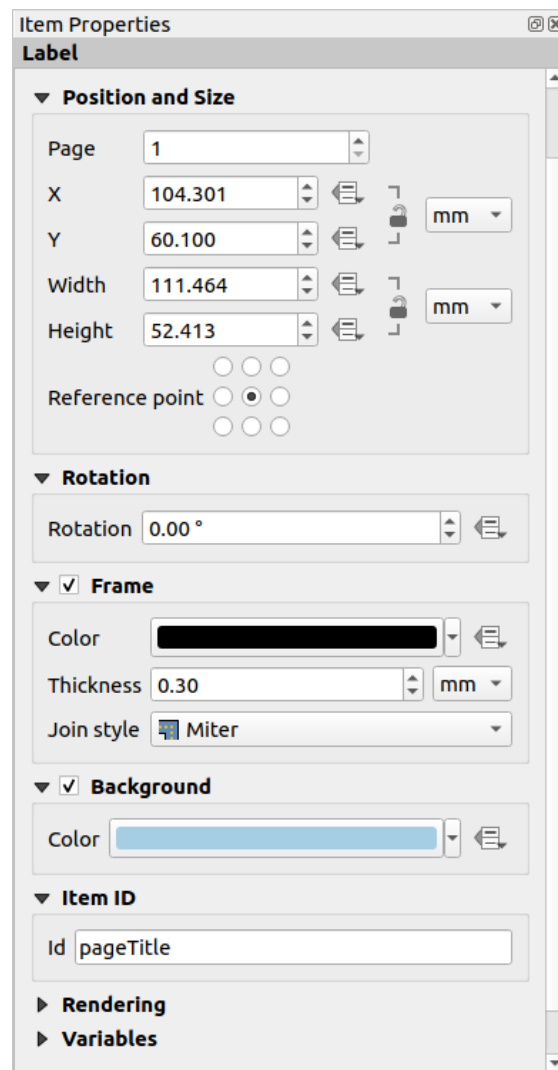 Item Properties
Label
Position and Size
Page 1
X 104.301
mm
Y 60.100
Width 111.464
mm
Height 52.413
Reference point
Rotation
Rotation 0.00 °
Frame
Color
Thickness 0.30 mm
Join style Miter
Background
Color
Item ID
Id pageTitle
Rendering
Variables